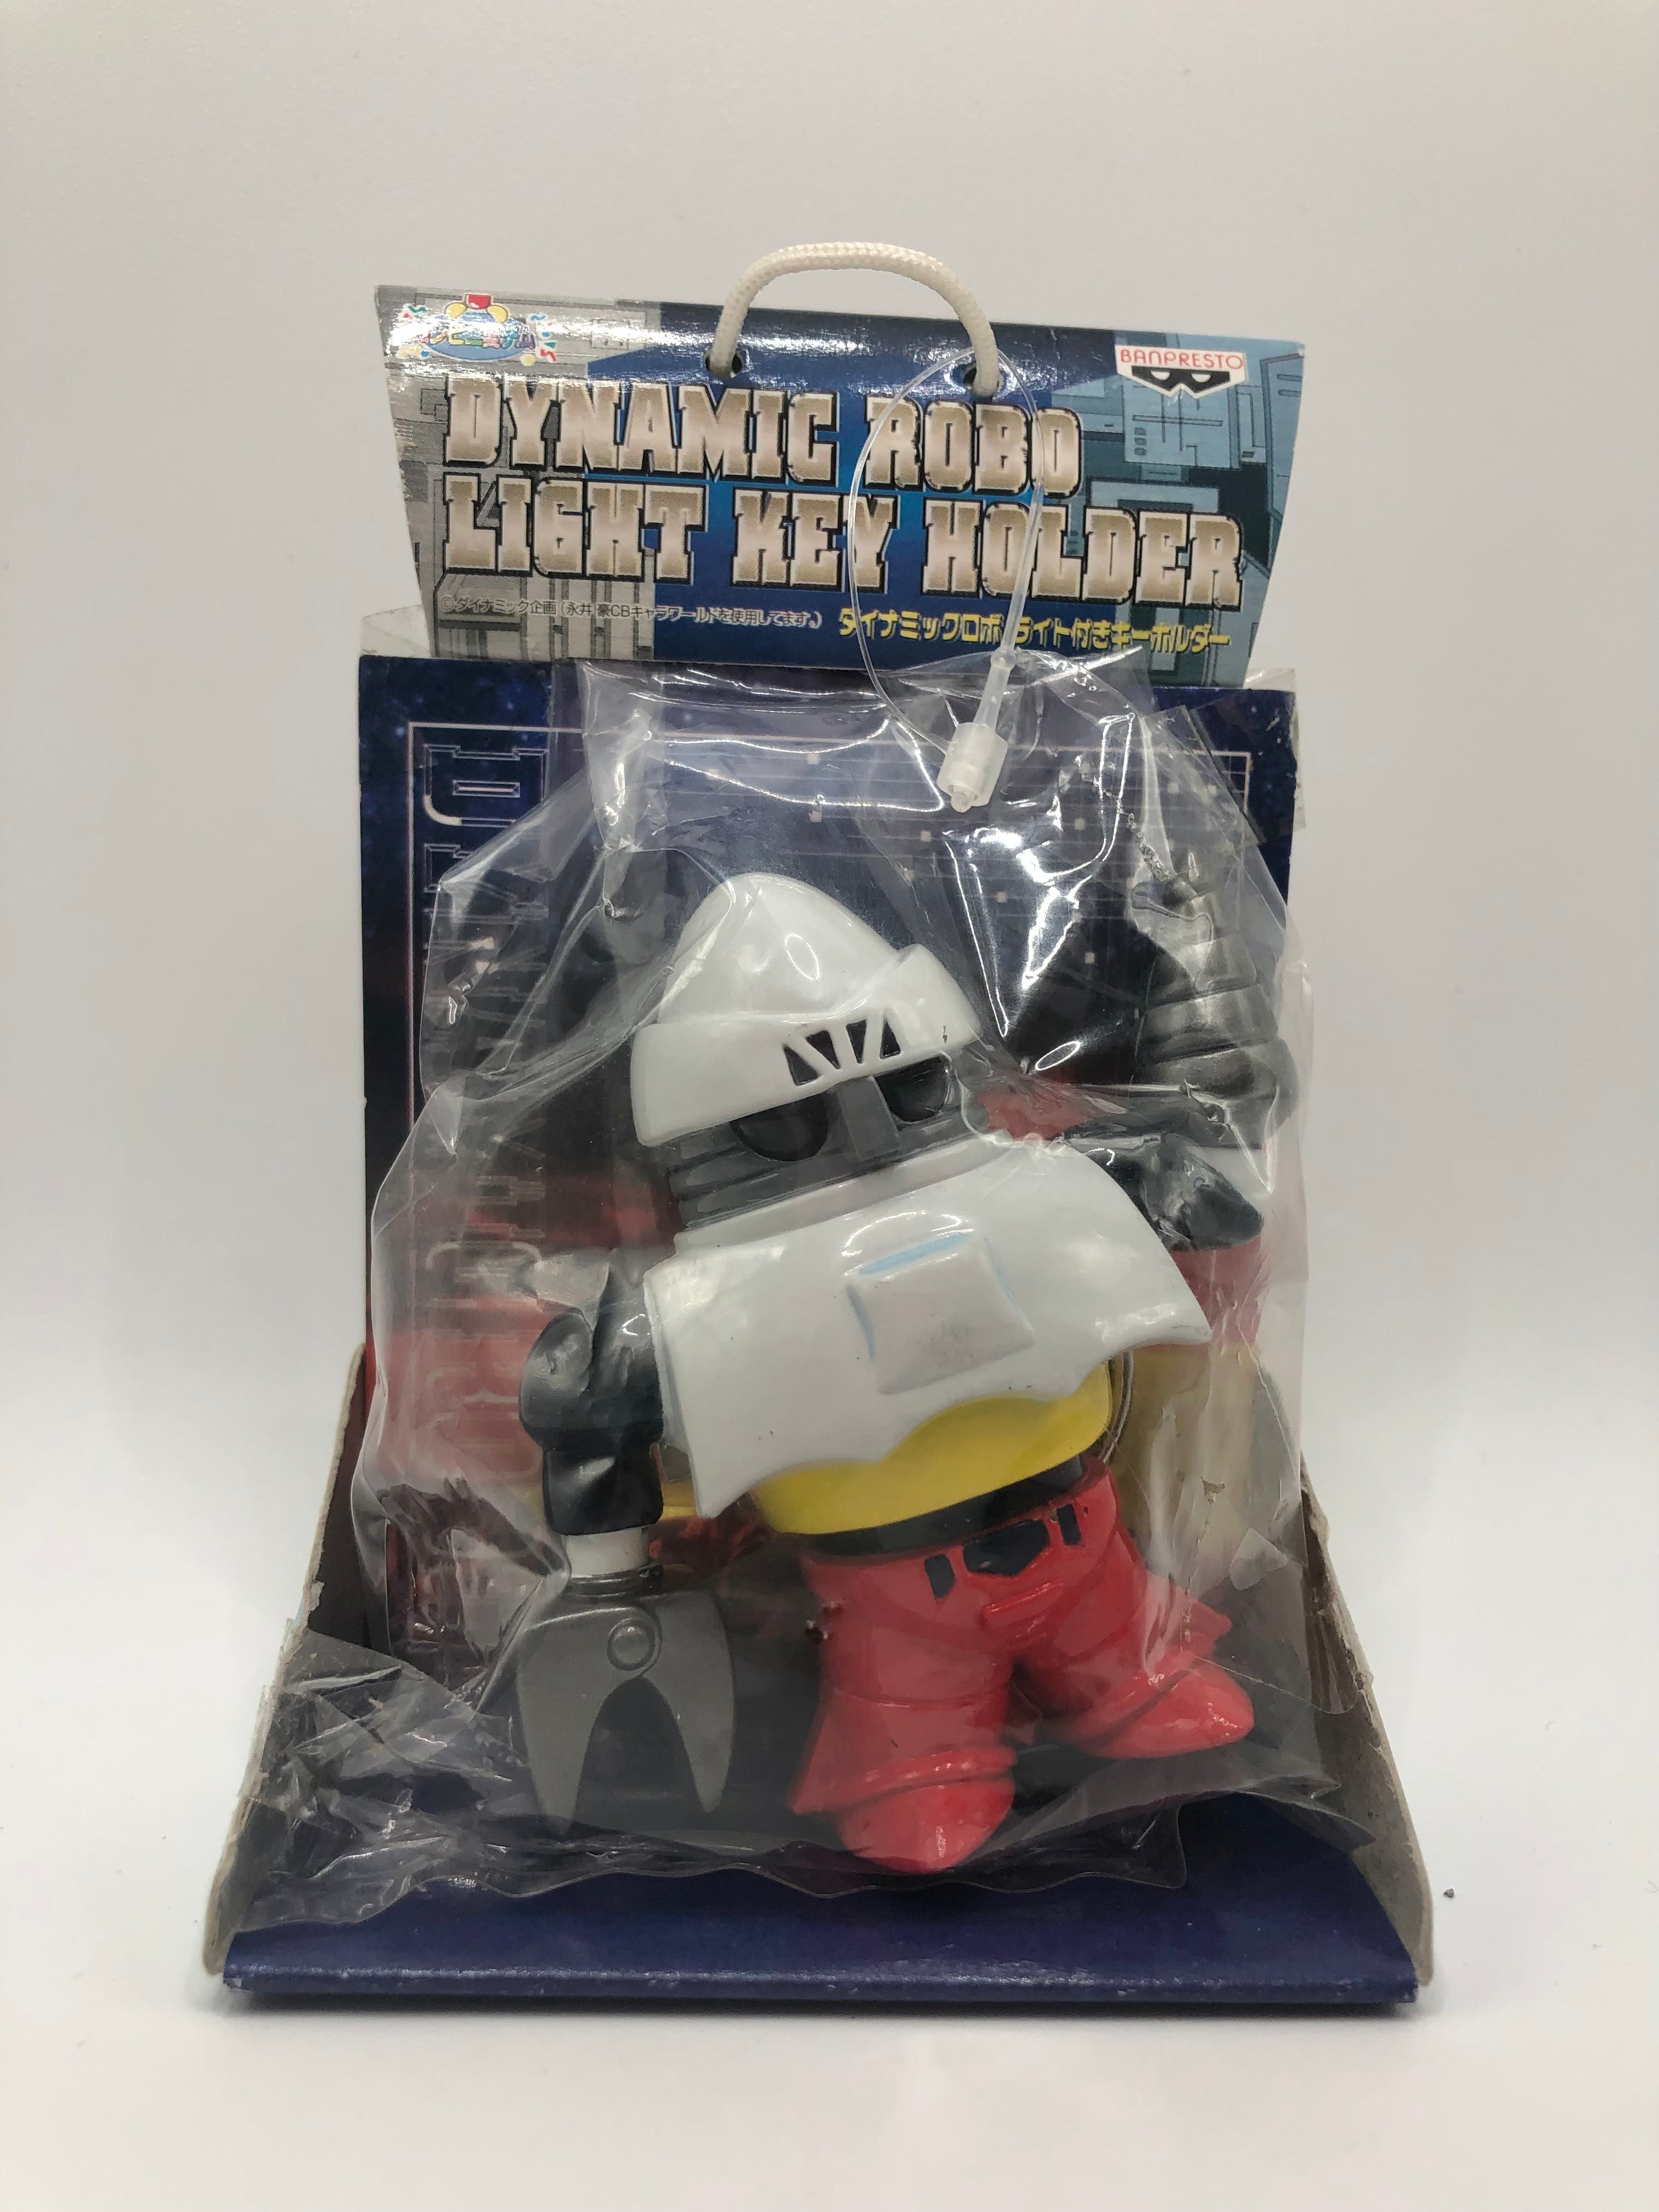 BANPRESTO
DYNAMIC ROBO
LIGHT KEY HOLDER
©ダイナミック企画(永井豪CBキャラワールドを使用してます。)
ダイナミックロボ ライト付きキーホルダー